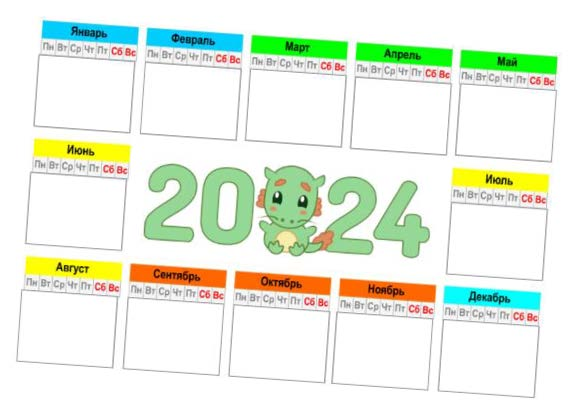 Январь
Пн Вт Ср Чт Пт Сб Вс
Февраль
Пн Вт Ср Чт Пт Сб Вс
Март
Пн Вт Ср Чт Пт Сб Вс
Апрель
Пн Вт Ср Чт Пт Сб Вс
Май
Пн Вт Ср Чт Пт Сб Вс
Июнь
Пн Вт Ср Чт Пт Сб Вс
2024
Июль
Пн Вт Ср Чт Пт Сб Вс
Август
Пн Вт Ср Чт Пт Сб Вс
Сентябрь
Пн Вт Ср Чт Пт Сб Вс
Октябрь
Пн Вт Ср Чт Пт Сб Вс
Ноябрь
Пн Вт Ср Чт Пт Сб Вс
Декабрь
Пн Вт Ср Чт Пт Сб Вс